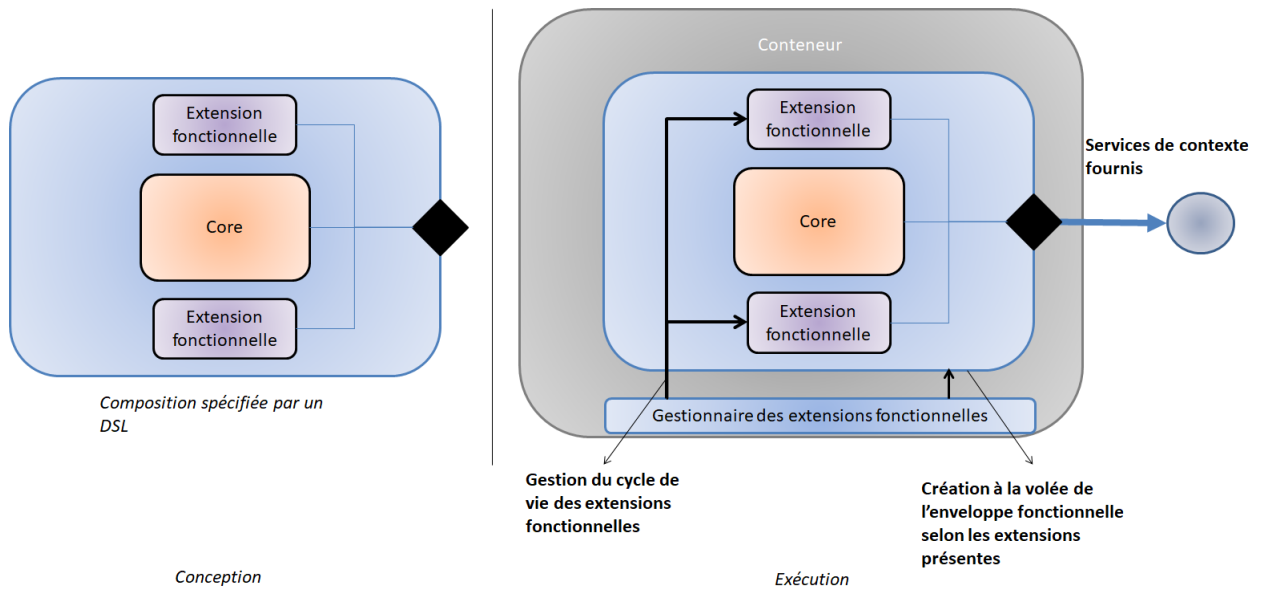 Extension
fonctionnelle
Core
Extension
fonctionnelle
Composition spécifiée par un
DSL
Conception
Conteneur
Extension
fonctionnelle
Core
Extension
fonctionnelle
Gestionnaire des extensions fonctionnelles
Services de contexte
fournis
Gestion du cycle de
vie des extensions
fonctionnelles
Création à la volée de
l’enveloppe fonctionnelle
selon les extensions
présentes
Exécution